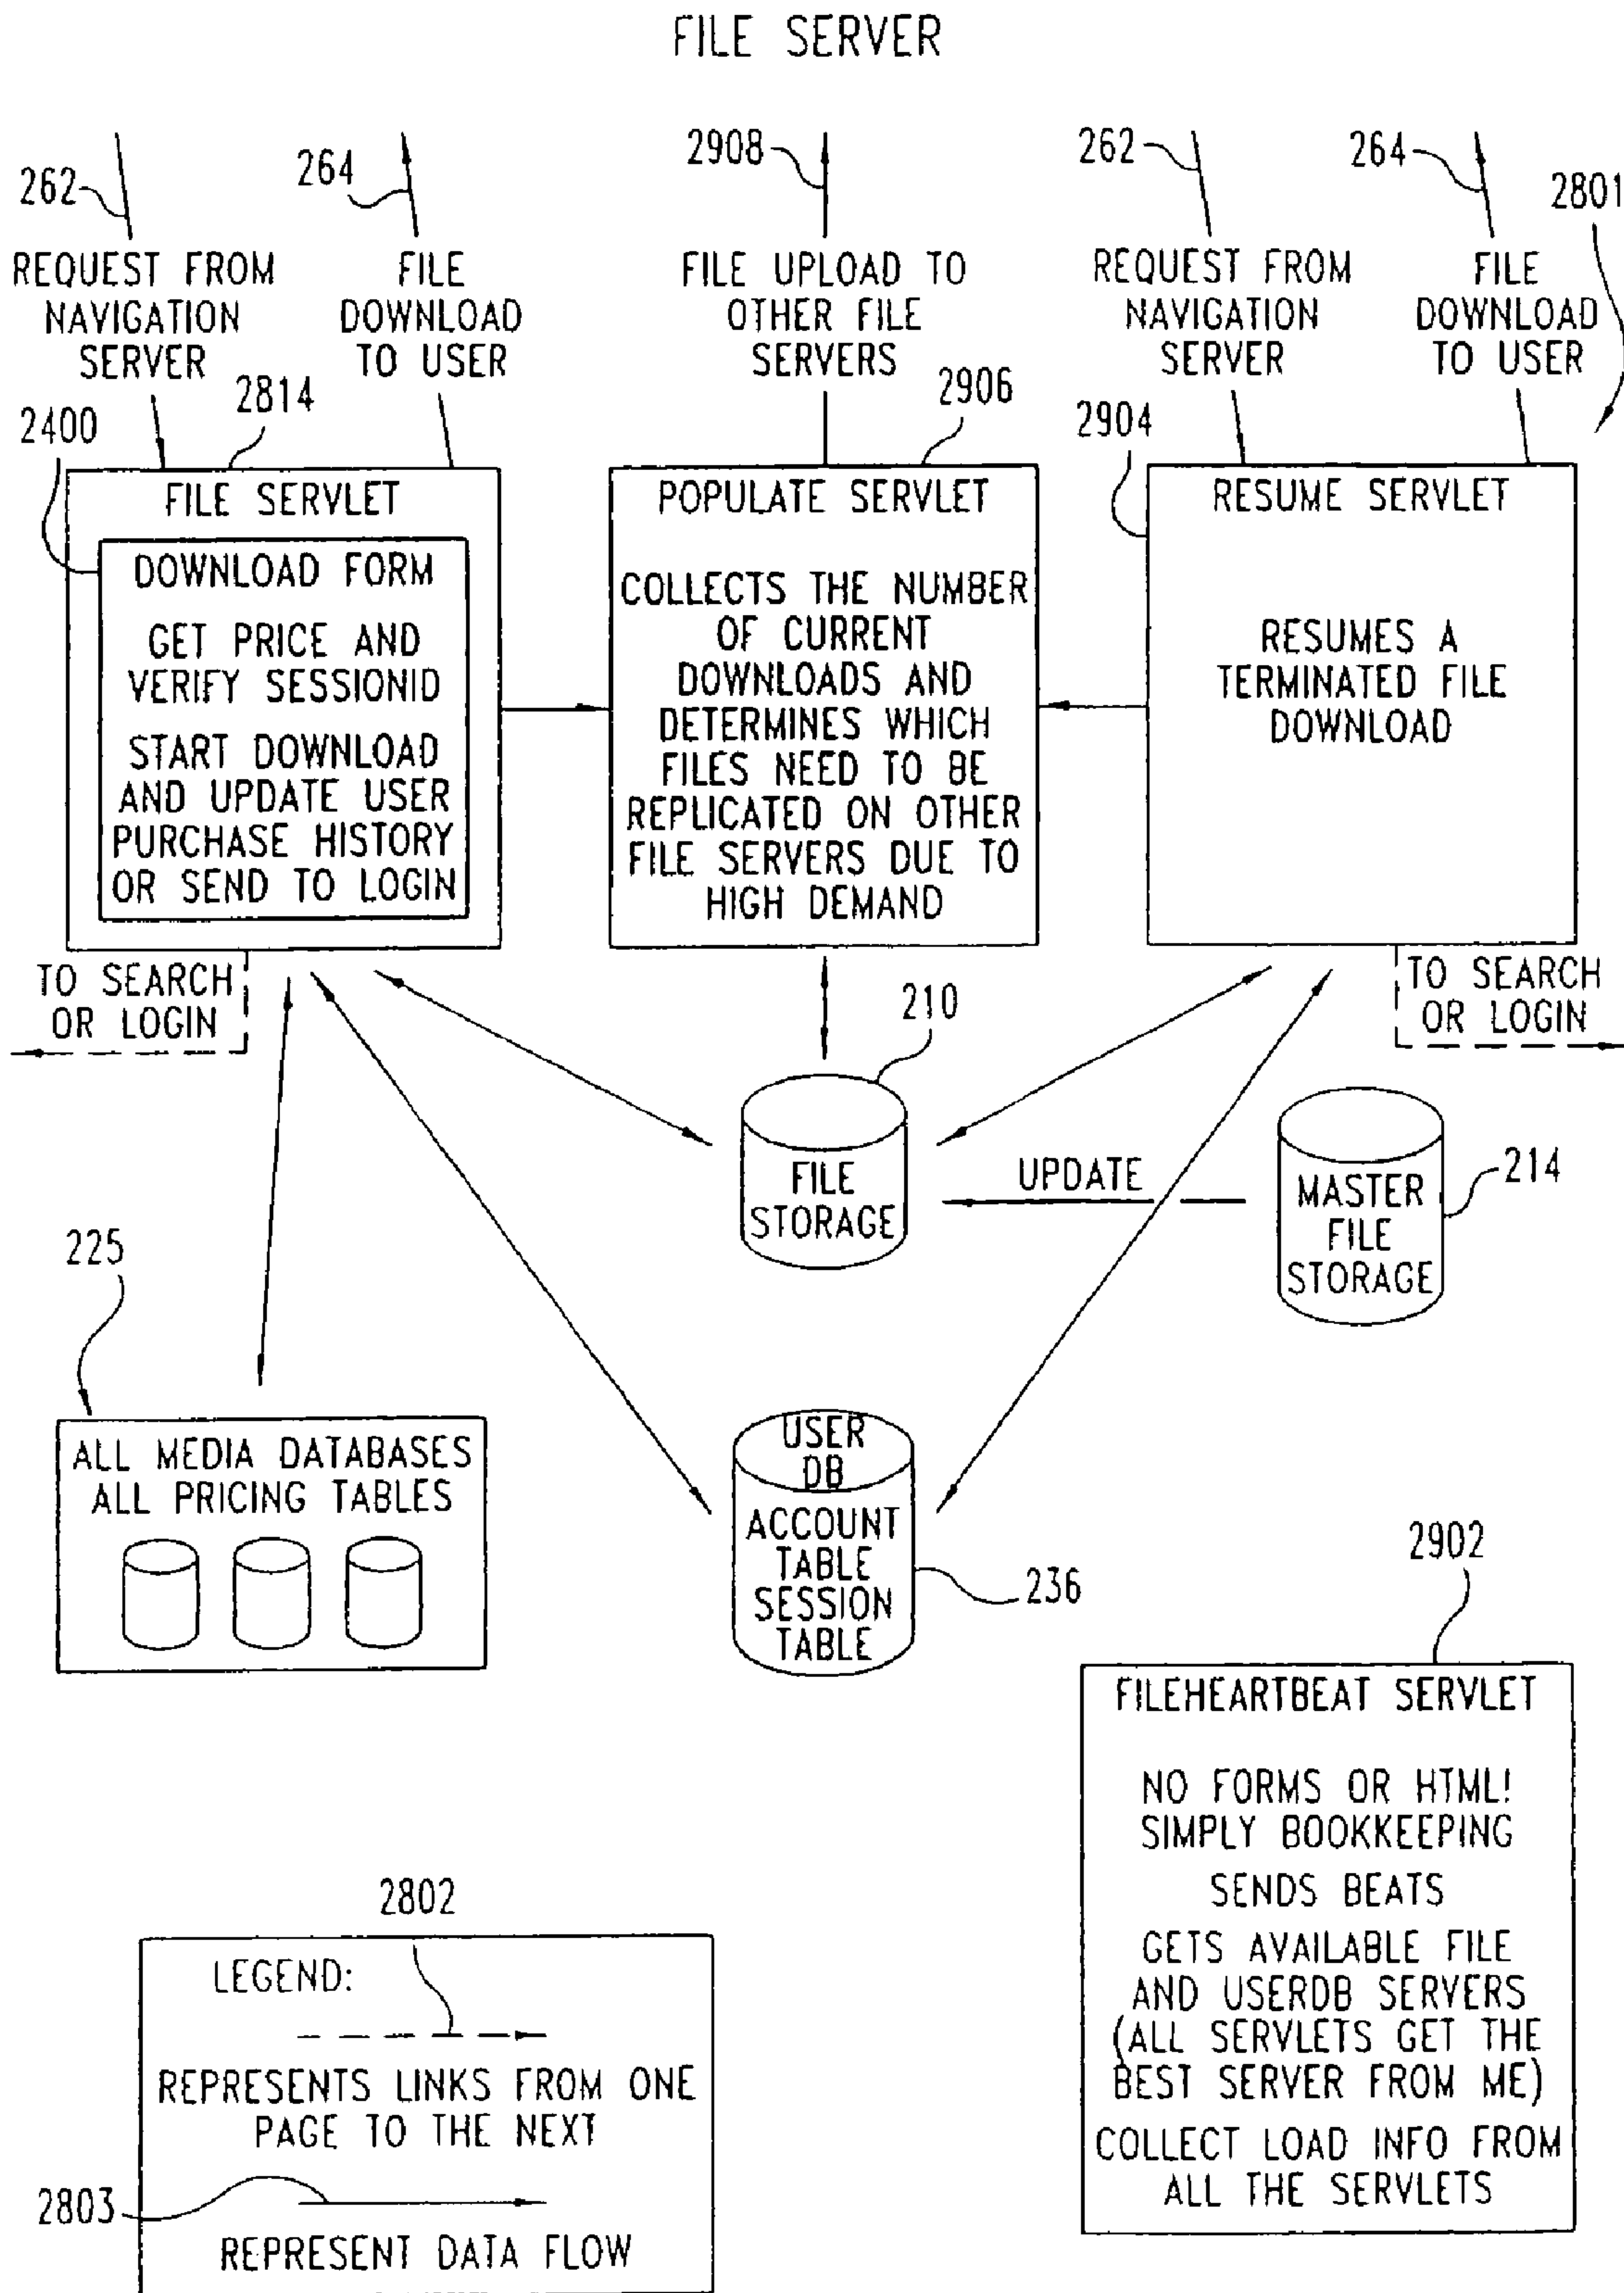 FILE SERVER
262
264
2908
262
264
2801
REQUEST FROM
NAVIGATION
SERVER
FILE
DOWNLOAD
TO USER
FILE UPLOAD TO
OTHER FILE
SERVERS
REQUEST FROM
NAVIGATION
SERVER
FILE
DOWNLOAD
TO USER
2400
2814
2906
2904
FILE SERVLET
DOWNLOAD FORM
GET PRICE AND
VERIFY SESSIONID
START DOWNLOAD
AND UPDATE USER
PURCHASE HISTORY
OR SEND TO LOGIN
POPULATE SERVLET
COLLECTS THE NUMBER
OF CURRENT
DOWNLOADS AND
DETERMINES WHICH
FILES NEED TO BE
REPLICATED ON OTHER
FILE SERVERS DUE TO
HIGH DEMAND
RESUME SERVLET
RESUMES A
TERMINATED FILE
DOWNLOAD
TO SEARCH
OR LOGIN
TO SEARCH
OR LOGIN
210
FILE
STORAGE
UPDATE
MASTER
FILE
STORAGE
214
225
ALL MEDIA DATABASES
ALL PRICING TABLES
USER
DB
ACCOUNT
TABLE
SESSION
TABLE
236
2902
FILEHEARTBEAT SERVLET
NO FORMS OR HTML!
SIMPLY BOOKKEEPING
SENDS BEATS
GETS AVAILABLE FILE
AND USERDB SERVERS
(ALL SERVLETS GET THE
BEST SERVER FROM ME)
COLLECT LOAD INFO FROM
ALL THE SERVLETS
2802
LEGEND:
REPRESENTS LINKS FROM ONE
PAGE TO THE NEXT
2803
REPRESENT DATA FLOW